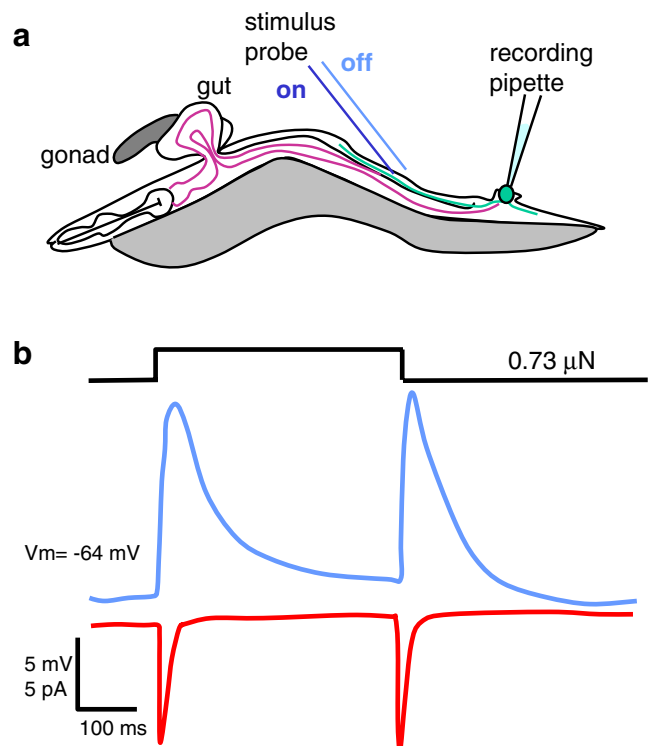 a
stimulus
probe
off
on
recording
pipette
gut
gonad
b
0.73 μN
Vm= -64 mV
5 mV
5 pA
100 ms